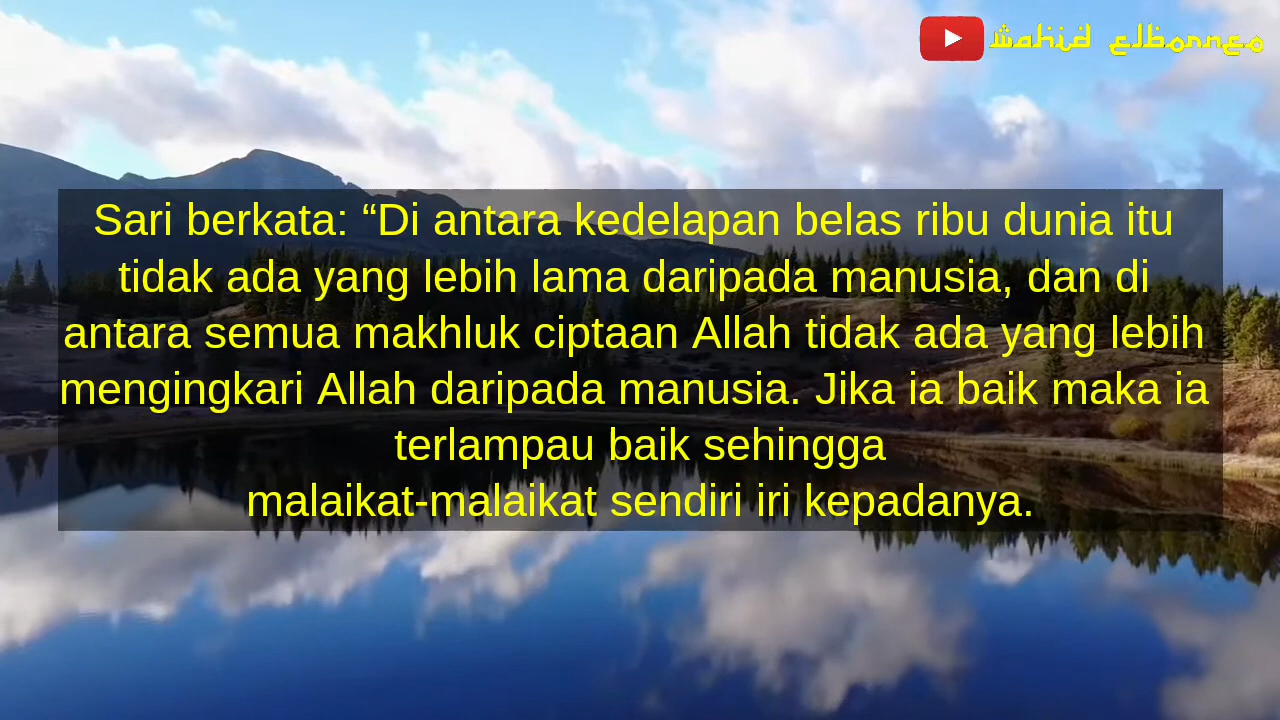 Wahid elborneo
Sari berkata: “Di antara kedelapan belas ribu dunia itu
tidak ada yang lebih lama daripada manusia, dan di
antara semua makhluk ciptaan Allah tidak ada yang lebih
mengingkari Allah daripada manusia. Jika ia baik maka ia
terlampau baik sehingga
malaikat-malaikat sendiri iri kepadanya.